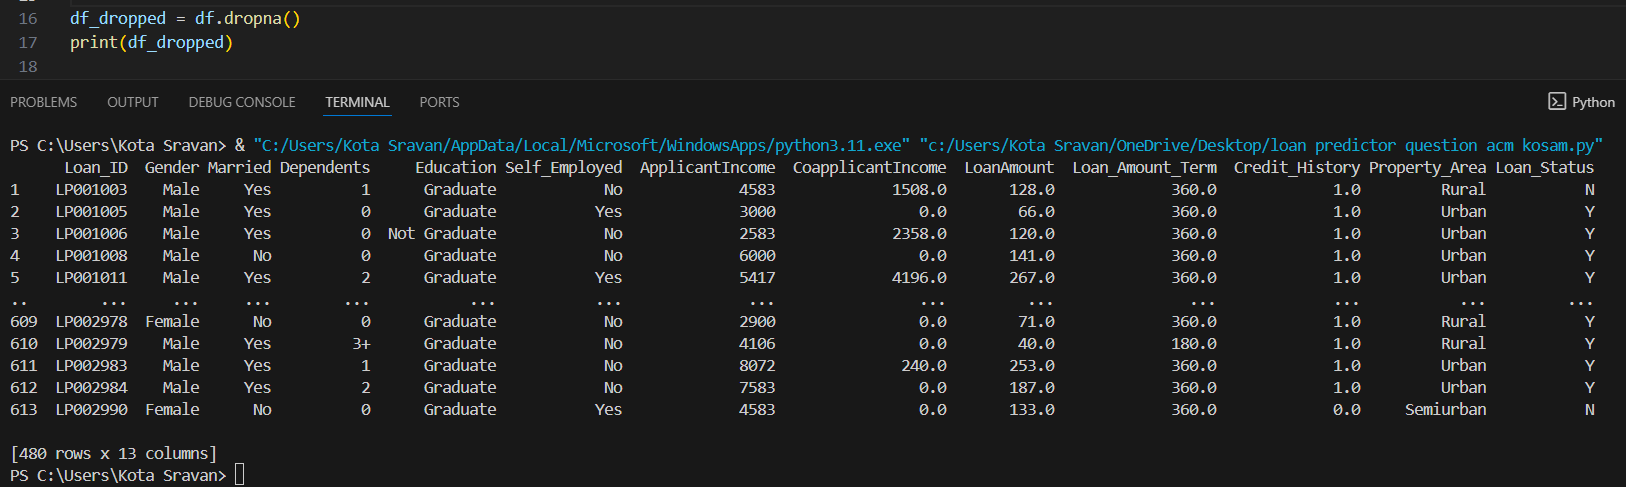 16 df_dropped = df.dropna()
17 print(df_dropped)
18
PROBLEMS OUTPUT DEBUG CONSOLE TERMINAL PORTS Python
PS C:\Users\Kota Sravan> & "C:/Users/Kota Sravan/AppData/Local/Microsoft/WindowsApps/python3.11.exe" "c:/Users/Kota Sravan/OneDrive/Desktop/loan predictor question acm kosam.py"
Loan_ID Gender Married Dependents Education Self_Employed ApplicantIncome CoapplicantIncome LoanAmount Loan_Amount_Term Credit_History Property_Area Loan_Status
1 LP001003 Male Yes 1 Graduate No 4583 1508.0 128.0 360.0 1.0 Rural N
2 LP001005 Male Yes 0 Graduate Yes 3000 0.0 66.0 360.0 1.0 Urban Y
3 LP001006 Male Yes 0 Not Graduate No 2583 2358.0 120.0 360.0 1.0 Urban Y
4 LP001008 Male No 0 Graduate No 6000 0.0 141.0 360.0 1.0 Urban Y
5 LP001011 Male Yes 2 Graduate Yes 5417 4196.0 267.0 360.0 1.0 Urban Y
.. ... ... ... ... ... ... ... ... ... ... ... ... ...
609 LP002978 Female No 0 Graduate No 2900 0.0 71.0 360.0 1.0 Rural Y
610 LP002979 Male Yes 3+ Graduate No 4106 0.0 40.0 180.0 1.0 Rural Y
611 LP002983 Male Yes 1 Graduate No 8072 240.0 253.0 360.0 1.0 Urban Y
612 LP002984 Male Yes 2 Graduate No 7583 0.0 187.0 360.0 1.0 Urban Y
613 LP002990 Female No 0 Graduate Yes 4583 0.0 133.0 360.0 0.0 Semiurban N
[480 rows x 13 columns]
PS C:\Users\Kota Sravan>